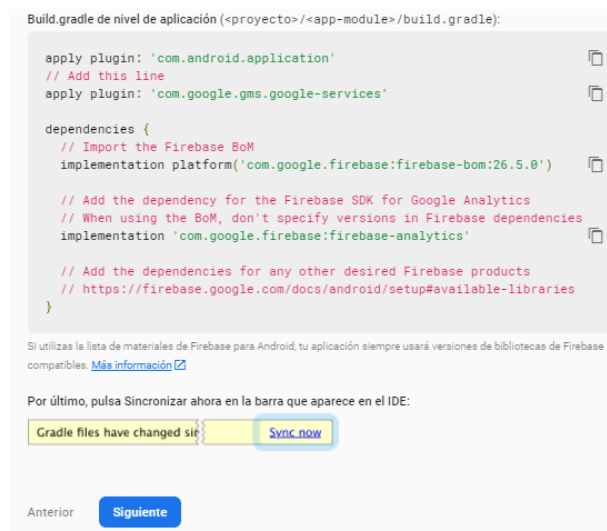 Build.gradle de nivel de aplicación (<proyecto>/<app-module>/build.gradle):
apply plugin: 'com.android.application'
// Add this line
apply plugin: 'com.google.gms.google-services'
dependencies {
// Import the Firebase BoM
implementation platform('com.google.firebase:firebase-bom:26.5.0')
// Add the dependency for the Firebase SDK for Google Analytics
// When using the BoM, don't specify versions in Firebase dependencies
implementation 'com.google.firebase:firebase-analytics'
// Add the dependencies for any other desired Firebase products
// https://firebase.google.com/docs/android/setup#available-libraries
}
Si utilizas la lista de materiales de Firebase para Android, tu aplicación siempre usará versiones de bibliotecas de Firebase
compatibles. Más información
Por último, pulsa Sincronizar ahora en la barra que aparece en el IDE:
Gradle files have changed sin Sync now
Anterior Siguiente